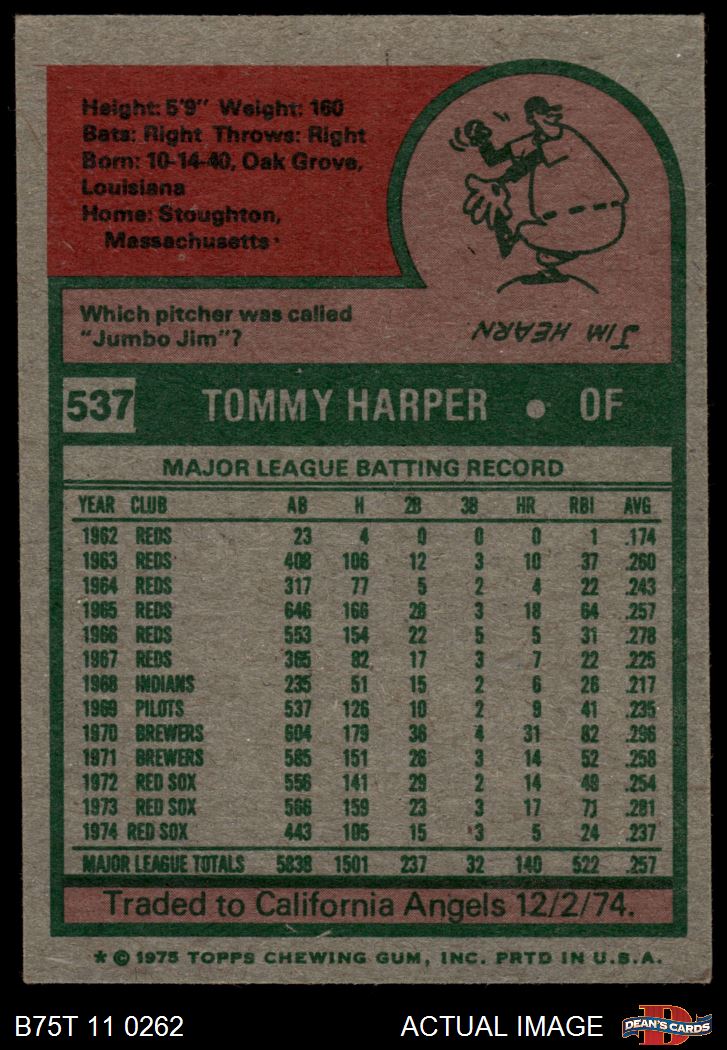 Height: 5'9" Weight: 160
Bats: Right Throws: Right
Born: 10-14-40, Oak Grove,
Louisiana
Home: Stoughton,
Massachusetts
Which pitcher was called
"Jumbo Jim"?
JIM HEARN
537 TOMMY HARPER • OF
MAJOR LEAGUE BATTING RECORD
YEAR CLUB AB H 2B 3B HR RBI AVG
1962 REDS 23 4 0 0 0 1 .174
1963 REDS 408 106 12 3 10 37 .260
1964 REDS 317 77 5 2 4 22 .243
1965 REDS 646 166 28 3 18 64 .257
1966 REDS 553 154 22 5 5 31 .278
1967 REDS 365 82 17 3 7 22 .225
1968 INDIANS 235 51 15 2 6 26 .217
1969 PILOTS 537 126 10 2 9 41 .235
1970 BREWERS 604 179 36 4 31 82 .296
1971 BREWERS 585 151 26 3 14 52 .258
1972 RED SOX 556 141 29 2 14 49 .254
1973 RED SOX 566 159 23 3 17 71 .281
1974 RED SOX 443 105 15 3 5 24 .237
MAJOR LEAGUE TOTALS 5838 1501 237 32 140 522 .257
Traded to California Angels 12/2/74.
* © 1975 TOPPS CHEWING GUM, INC. PRTD IN U.S.A.
B75T 11 0262 ACTUAL IMAGE D DEAN'S CARDS